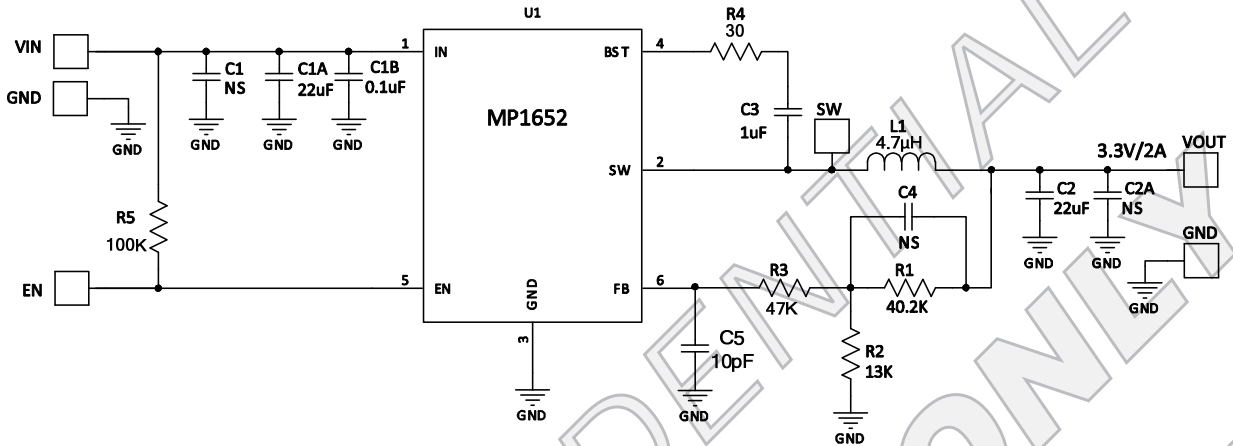 U1
VIN
GND
GND
C1
NS
GND
C1A
22uF
GND
C1B
0.1uF
GND
1
IN
MP1652
BST
4
R4
30
C3
1uF
SW
L1
4.7µH
SW
2
3.3V/2A
VOUT
C2
22uF
GND
C2A
NS
GND
GND
GND
R5
100K
EN
5
EN
GND
3
GND
FB
6
C5
10pF
GND
R3
47K
C4
NS
R1
40.2K
R2
13K
GND
DENTIAL
ONLY